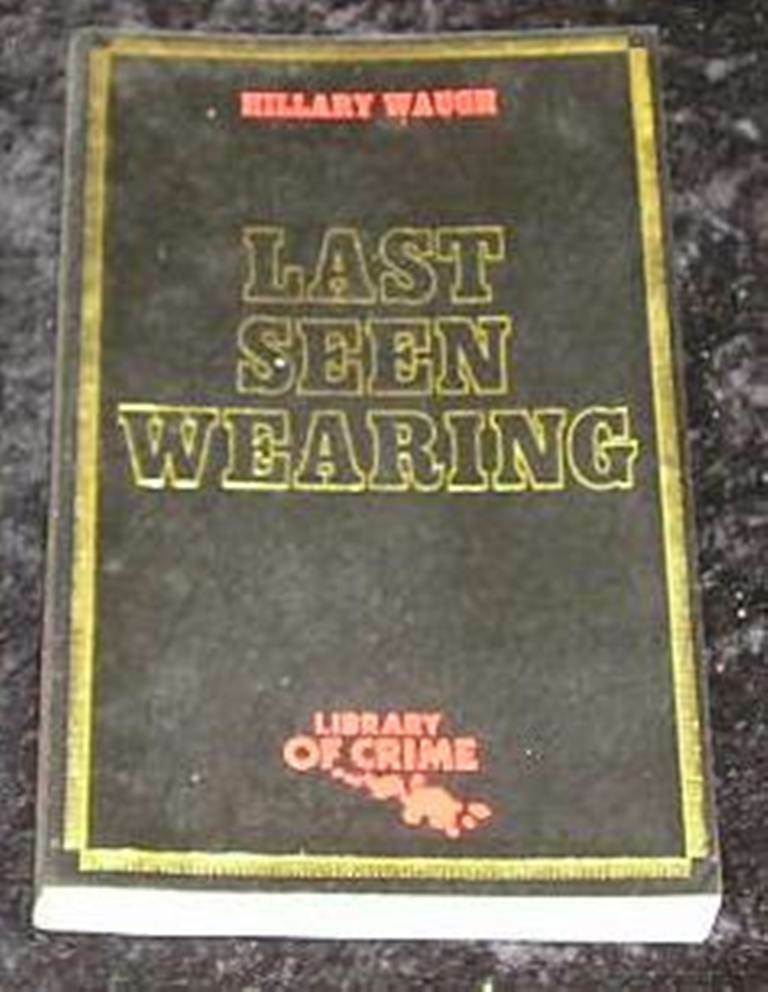 HILLARY WAUGH
LAST
SEEN
WEARING
LIBRARY
OF CRIME